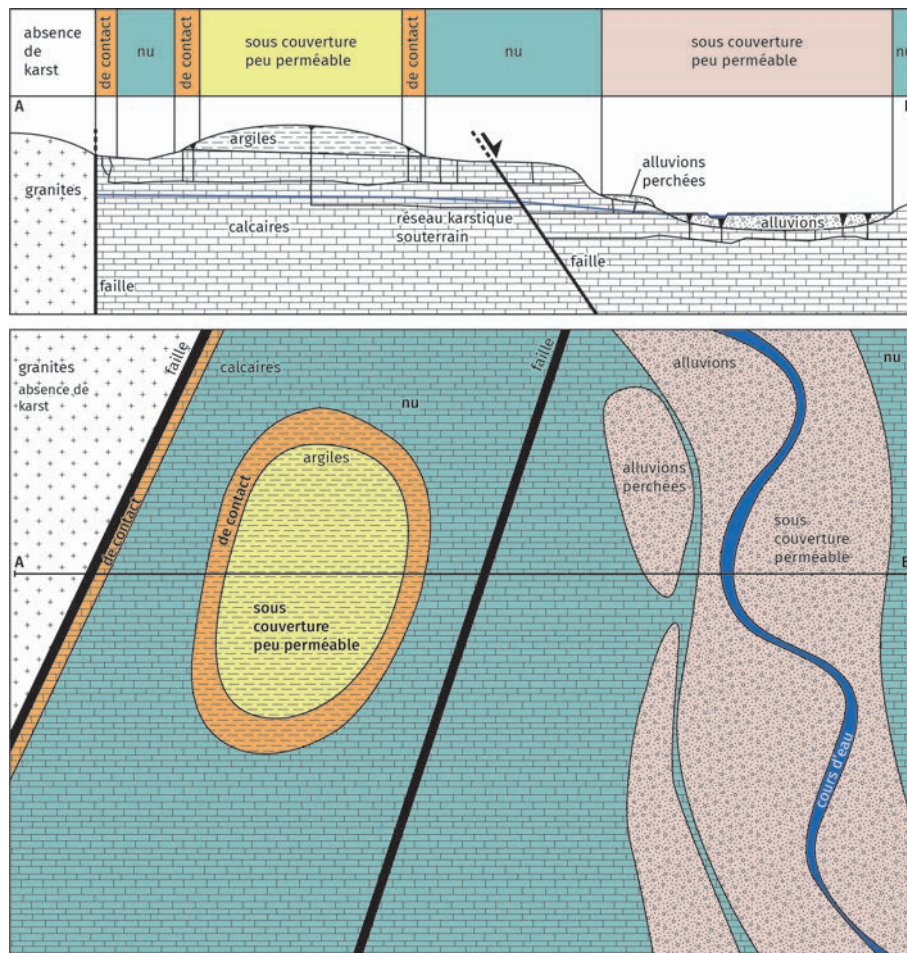 absence
de
karst
de contact
nu
de contact
sous couverture
peu perméable
de contact
nu
sous couverture
peu perméable
nu
A
argiles
granites
calcaires
réseau karstique
souterrain
alluvions
perchées
alluvions
faille
faille
granites
absence de
karst
faille
calcaires
nu
faille
alluvions
nu
argiles
de contact
alluvions
perchées
de contact
sous
couverture
perméable
A
sous
couverture
peu perméable
cours d'eau